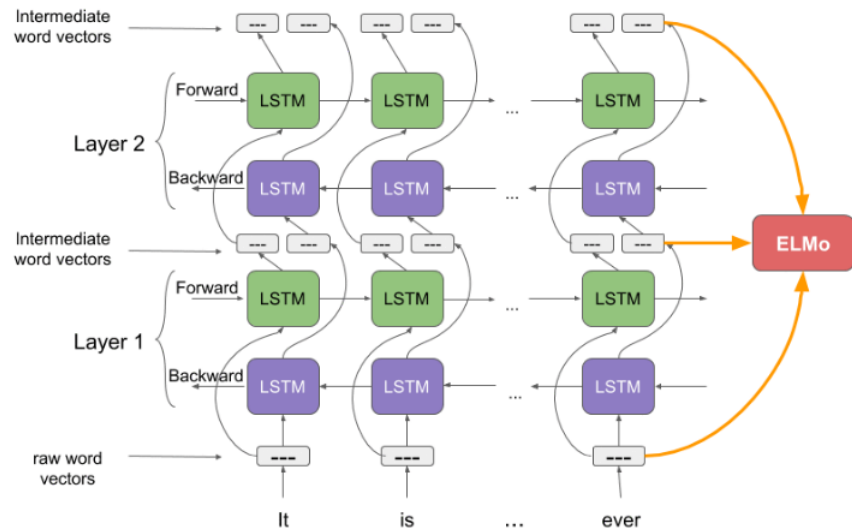 Intermediate
word vectors
--- --- --- --- --- ---
Forward
LSTM LSTM ... LSTM
Layer 2
Backward
LSTM LSTM ... LSTM
Intermediate
word vectors
--- --- --- --- --- ---
ELMo
Forward
LSTM LSTM ... LSTM
Layer 1
Backward
LSTM LSTM ... LSTM
raw word
vectors
--- --- ---
It is ... ever